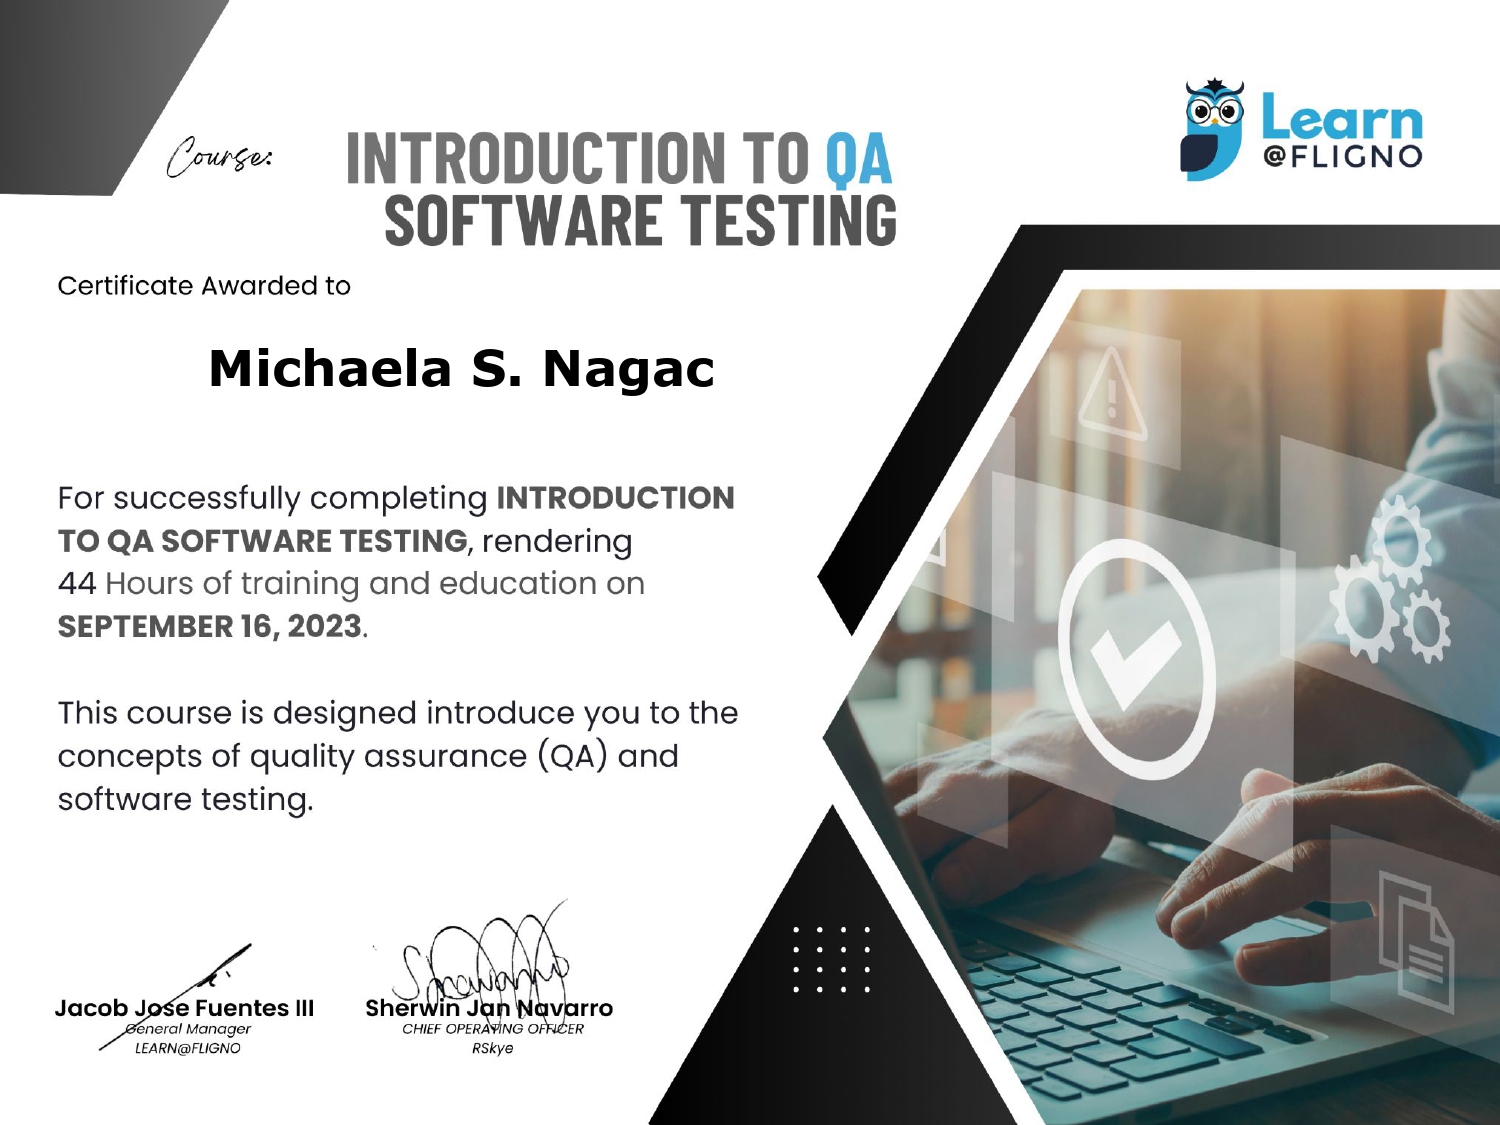 Learn
@FLIGNO
Course:
INTRODUCTION TO QA
SOFTWARE TESTING
Certificate Awarded to
Michaela S. Nagac
For successfully completing INTRODUCTION
TO QA SOFTWARE TESTING, rendering
44 Hours of training and education on
SEPTEMBER 16, 2023.
This course is designed introduce you to the
concepts of quality assurance (QA) and
software testing.
Jacob Jose Fuentes III
General Manager
LEARN@FLIGNO
Sherwin Jan Navarro
CHIEF OPERATING OFFICER
RSkye